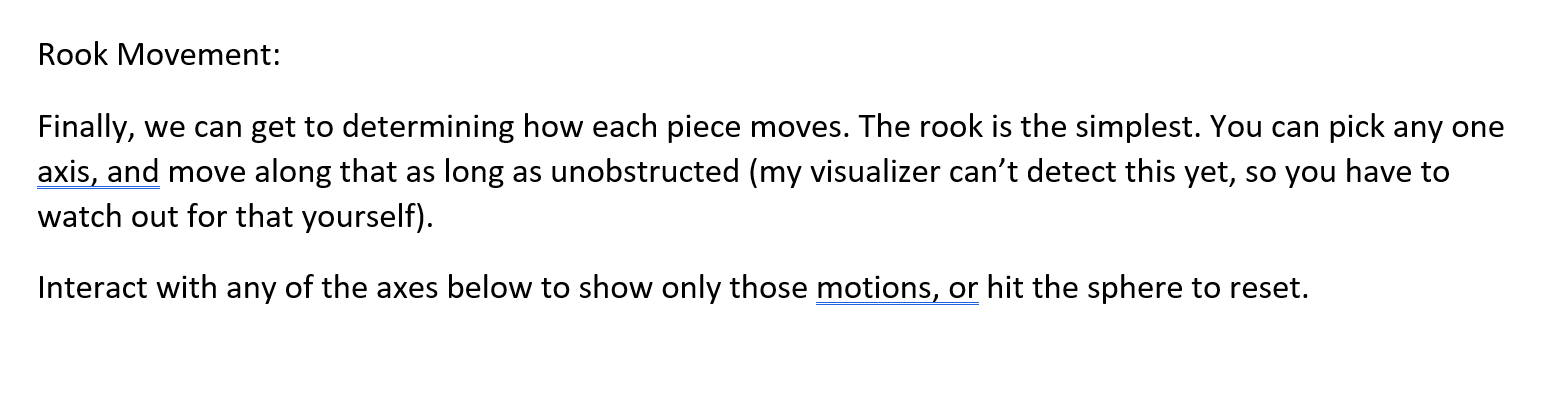 Rook Movement:
Finally, we can get to determining how each piece moves. The rook is the simplest. You can pick any one
axis, and move along that as long as unobstructed (my visualizer can’t detect this yet, so you have to
watch out for that yourself).
Interact with any of the axes below to show only those motions, or hit the sphere to reset.